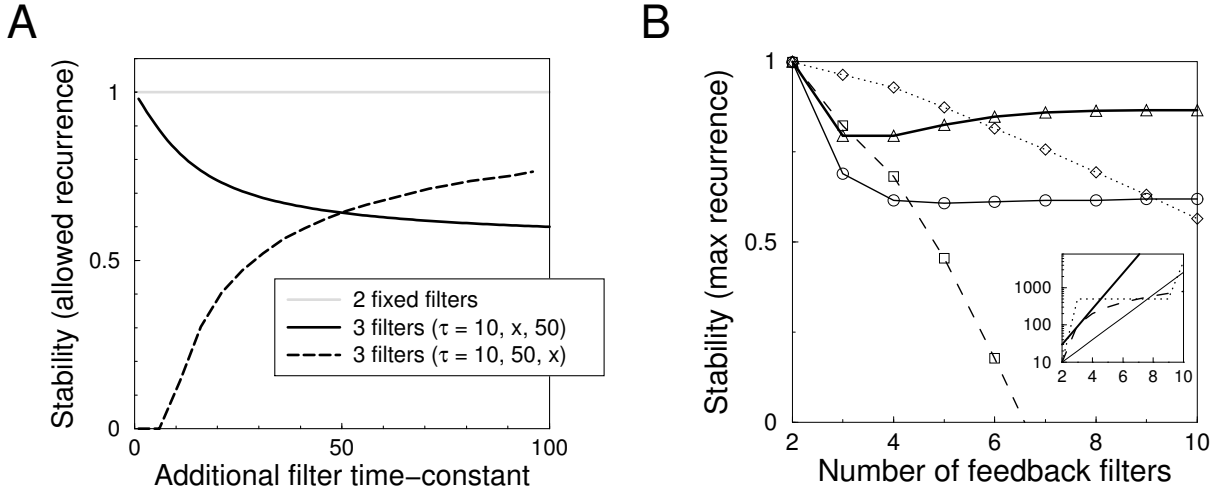 A
Stability (allowed recurrence)
1
0.5
0
0
50
100
Additional filter time-constant
2 fixed filters
3 filters (τ = 10, x, 50)
3 filters (τ = 10, 50, x)
B
Stability (max recurrence)
1
0.5
0
2
4
6
8
10
Number of feedback filters
1000
100
10
2
4
6
8
10